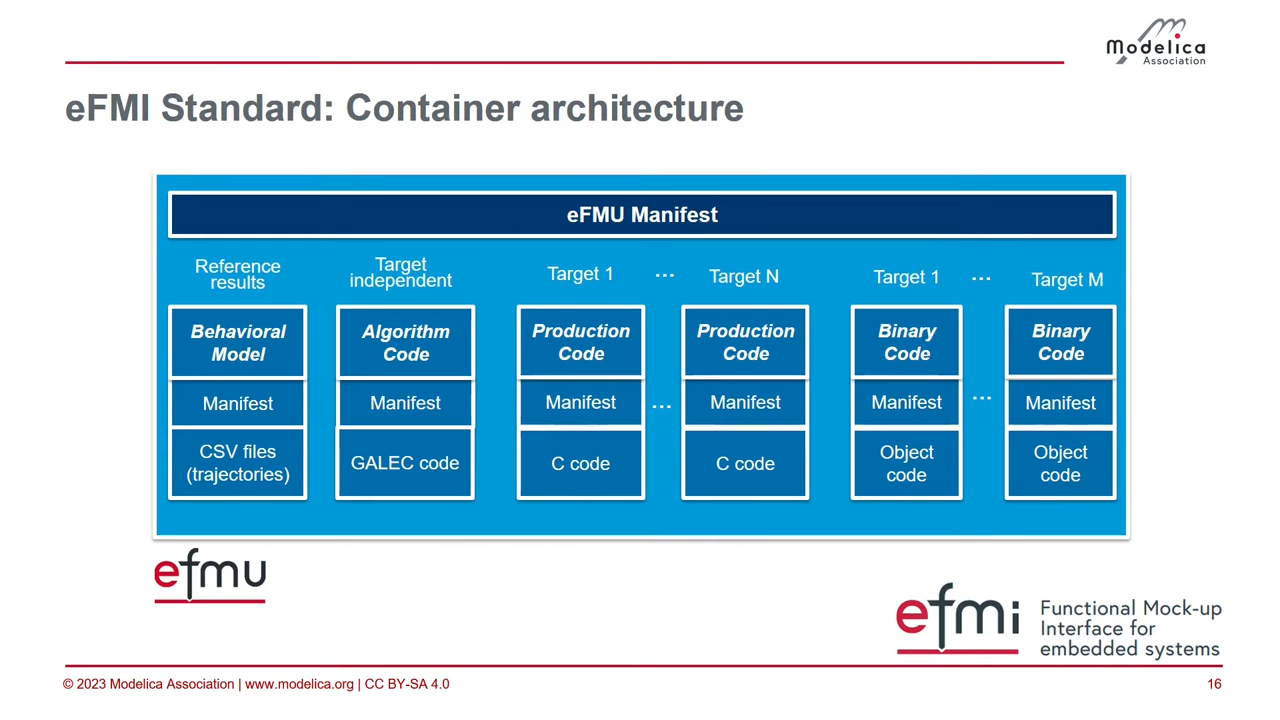 Modelica
Association
eFMI Standard: Container architecture
eFMU Manifest
Reference
results
Target
independent
Target 1
...
Target N
Target 1
...
Target M
Behavioral
Model
Algorithm
Code
Production
Code
Production
Code
Binary
Code
Binary
Code
Manifest
Manifest
Manifest
...
Manifest
Manifest
...
Manifest
CSV files
(trajectories)
GALEC code
C code
C code
Object
code
Object
code
efmu
efmi
Functional Mock-up
Interface for
embedded systems
© 2023 Modelica Association | www.modelica.org | CC BY-SA 4.0
16